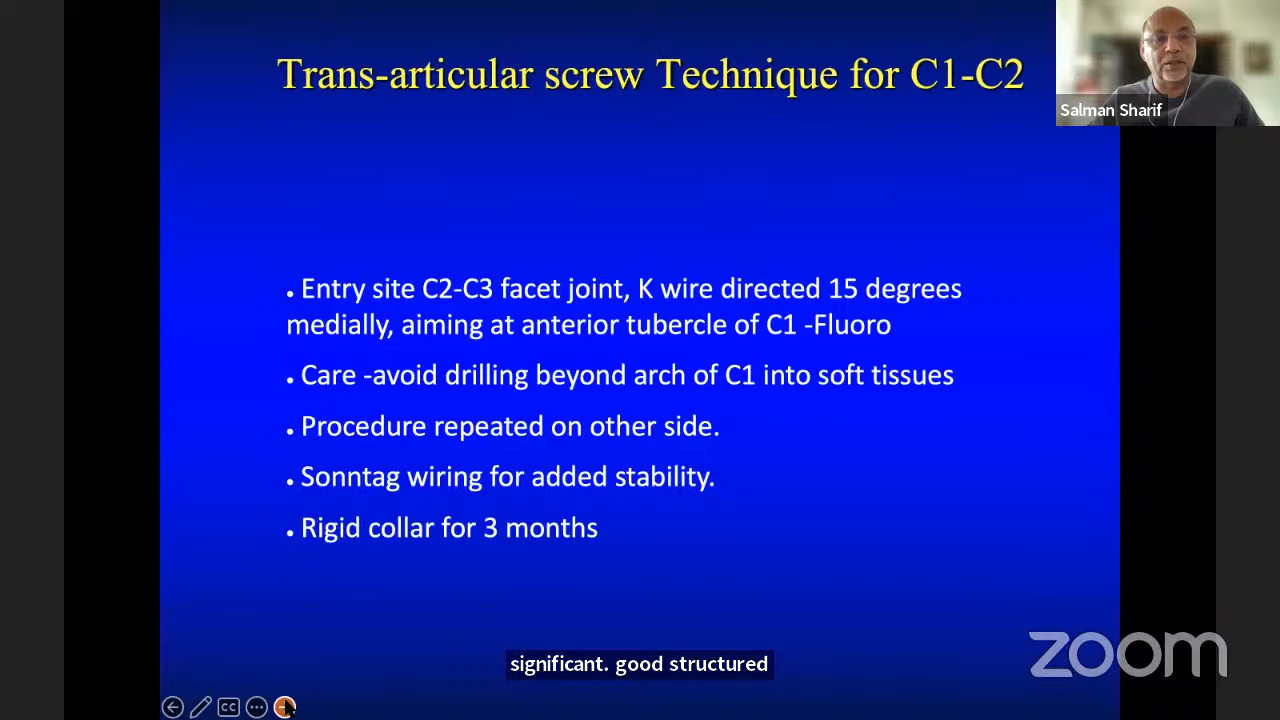 Trans-articular screw Technique for C1-C2
Salman Sharif
• Entry site C2-C3 facet joint, K wire directed 15 degrees
medially, aiming at anterior tubercle of C1 -Fluoro
• Care -avoid drilling beyond arch of C1 into soft tissues
• Procedure repeated on other side.
• Sonntag wiring for added stability.
• Rigid collar for 3 months
significant. good structured
zoom
CC